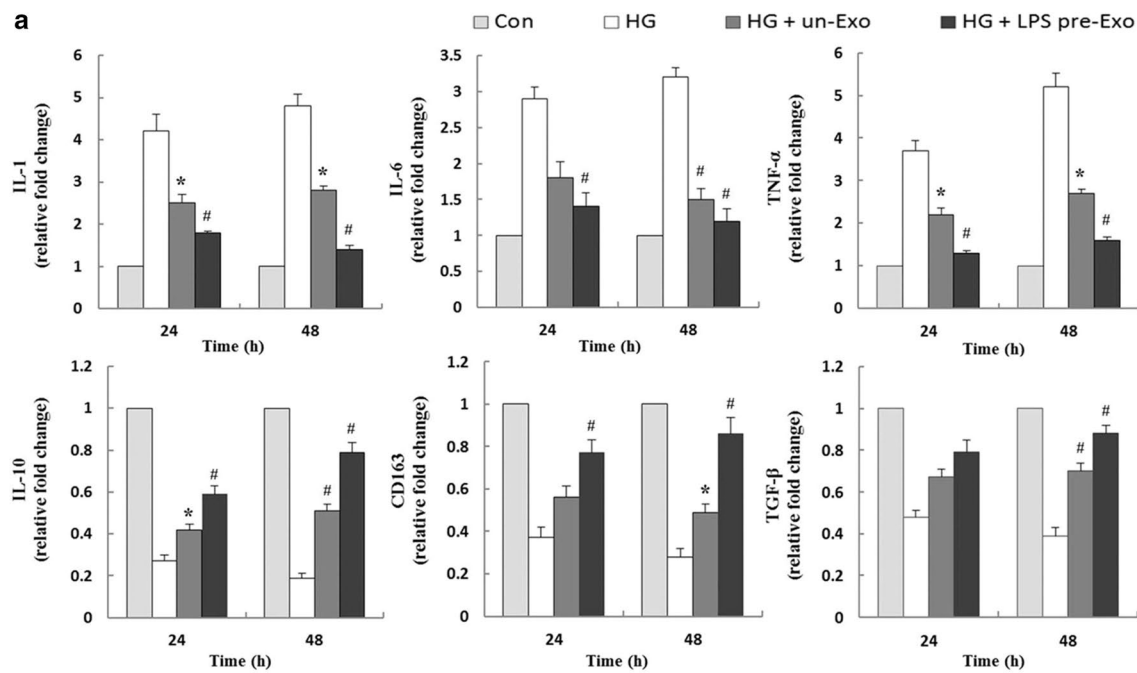 a
Con HG HG + un-Exo HG + LPS pre-Exo
IL-1
(relative fold change)
6
5
4
3
2
1
0
* # * #
24 48
Time (h)
IL-6
(relative fold change)
3.5
3
2.5
2
1.5
1
0.5
0
# # #
24 48
Time (h)
TNF-α
(relative fold change)
6
5
4
3
2
1
0
* # * #
24 48
Time (h)
IL-10
(relative fold change)
1.2
1
0.8
0.6
0.4
0.2
0
* # # #
24 48
Time (h)
CD163
(relative fold change)
1.2
1
0.8
0.6
0.4
0.2
0
# * #
24 48
Time (h)
TGF-β
(relative fold change)
1.2
1
0.8
0.6
0.4
0.2
0
# #
24 48
Time (h)